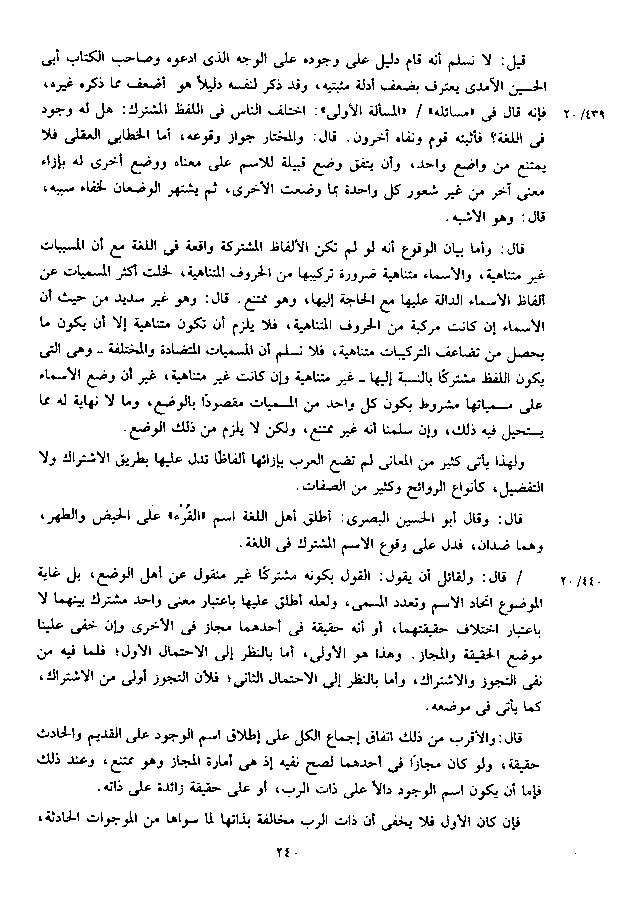 قيل: لا نسلم أنه قام دليل على وجوده على الوجه الذى ادعوه وصاحب الكتاب أبى
الحسين الآمدى يعترف بضعف أدلة مثبتيه، وقد ذكر لنفسه دليلاً هو أضعف مما ذكره غيره،
٢٠/٤٣٩ فإنه قال فى «مسائله» / «المسألة الأولى»: اختلف الناس فى اللفظ المشترك: هل له وجود
فى اللغة؟ فأثبته قوم ونفاه آخرون. قال: والمختار جواز وقوعه، أما الخطابى العقلى فلا
يمتنع من واضع واحد، وأن يتفق وضع قبيلة للاسم على معناه ووضع أخرى له بإزاء
معنى آخر من غير شعور كل واحدة بما وضعت الأخرى، ثم يشتهر الوضعان لخفاء سببه،
قال: وهو الأشبه.
قال: وأما بيان الوقوع أنه لو لم تكن الألفاظ المشتركة واقعة فى اللغة مع أن المسببات
غير متناهية، والأسماء متناهية ضرورة تركيبها من الحروف المتناهية، لخلت أكثر المسميات عن
ألفاظ الأسماء الدالة عليها مع الحاجة إليها، وهو ممتنع. قال: وهو غير سديد من حيث أن
الأسماء إن كانت مركبة من الحروف المتناهية، فلا يلزم أن تكون متناهية إلا أن يكون ما
يحصل من تضاعف التركيبات متناهية، فلا نسلم أن المسميات المتضادة والمختلفة ـ وهى التى
يكون اللفظ مشتركًا بالنسبة إليها ـ غير متناهية وإن كانت غير متناهية، غير أن وضع الأسماء
على مسمياتها مشروط بكون كل واحد من المسميات مقصودًا بالوضع، وما لا نهاية له مما
يستحيل فيه ذلك، وإن سلمنا أنه غير ممتنع، ولكن لا يلزم من ذلك الوضع.
ولهذا يأتى كثير من المعانى لم تضع العرب بإزائها ألفاظًا تدل عليها بطريق الاشتراك ولا
التفضيل، كأنواع الروائح وكثير من الصفات.
قال: وقال أبو الحسين البصرى: أطلق أهل اللغة اسم «القُرْء» على الحيض والطهر،
وهما ضدان، فدل على وقوع الاسم المشترك فى اللغة.
٢٠/٤٤٠ / قال: ولقائل أن يقول: القول بكونه مشتركًا غير منقول عن أهل الوضع، بل غاية
الموضوع اتحاد الاسم وتعدد المسمى، ولعله أطلق عليها باعتبار معنى واحد مشترك بينهما لا
باعتبار اختلاف حقيقتهما، أو أنه حقيقة فى أحدهما مجاز فى الأخرى وإن خفى علينا
موضع الحقيقة والمجاز. وهذا هو الأولى، أما بالنظر إلى الاحتمال الأول؛ فلما فيه من
نفى التجوز والاشتراك، وأما بالنظر إلى الاحتمال الثانى؛ فلأن التجوز أولى من الاشتراك،
كما يأتى فى موضعه.
قال: والأقرب من ذلك اتفاق إجماع الكل على إطلاق اسم الوجود على القديم والحادث
حقيقة، ولو كان مجازًا فى أحدهما لصح نفيه إذ هى أمارة المجاز وهو ممتنع، وعند ذلك
فإما أن يكون اسم الوجود دالاً على ذات الرب، أو على حقيقة زائدة على ذاته.
فإن كان الأول فلا يخفى أن ذات الرب مخالفة بذاتها لما سواها من الموجوات الحادثة،
٢٤٠